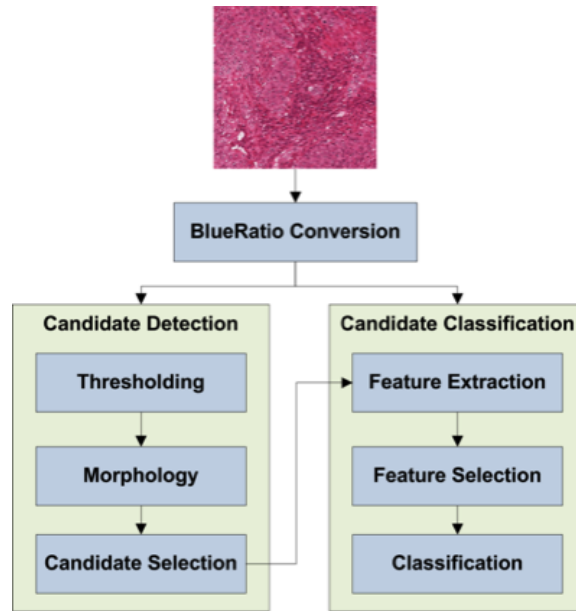 BlueRatio Conversion
Candidate Detection
Thresholding
Morphology
Candidate Selection
Candidate Classification
Feature Extraction
Feature Selection
Classification